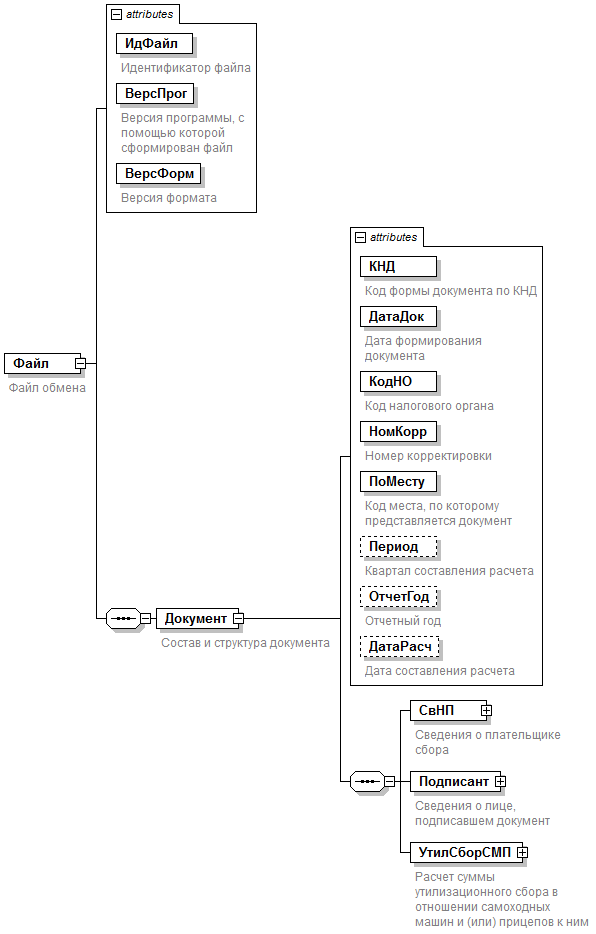 attributes
ИдФайл
Идентификатор файла
ВерсПрог
Версия программы, с
помощью которой
сформирован файл
ВерсФорм
Версия формата
Файл
Файл обмена
Документ
Состав и структура документа
attributes
КНД
Код формы документа по КНД
ДатаДок
Дата формирования
документа
КодНО
Код налогового органа
НомКорр
Номер корректировки
ПоМесту
Код места, по которому
представляется документ
Период
Квартал составления расчета
ОтчетГод
Отчетный год
ДатаРасч
Дата составления расчета
СвНП
Сведения о плательщике
сбора
Подписант
Сведения о лице,
подписавшем документ
УтилСборСМП
Расчет суммы
утилизационного сбора в
отношении самоходных
машин и (или) прицепов к ним